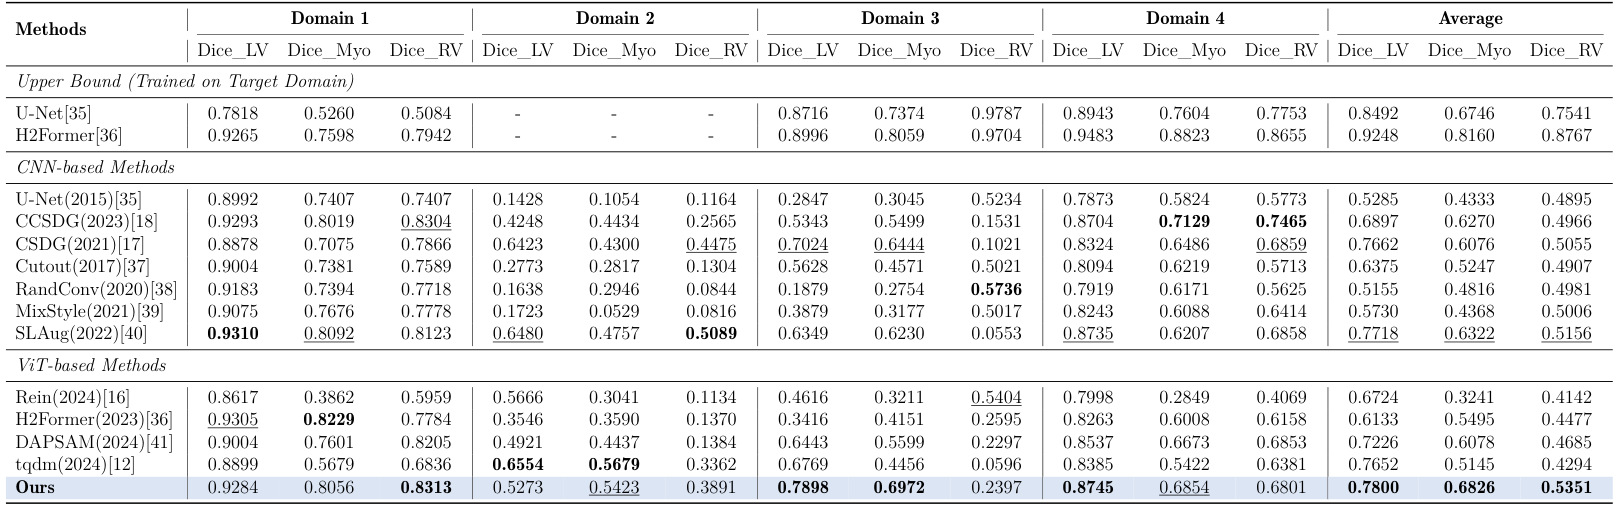 Methods Domain 1 Domain 2 Domain 3 Domain 4 Average
Dice_LV Dice_Myo Dice_RV Dice_LV Dice_Myo Dice_RV Dice_LV Dice_Myo Dice_RV Dice_LV Dice_Myo Dice_RV Dice_LV Dice_Myo Dice_RV
Upper Bound (Trained on Target Domain)
U-Net[35] 0.7818 0.5260 0.5084 - - - 0.8716 0.7374 0.9787 0.8943 0.7604 0.7753 0.8492 0.6746 0.7541
H2Former[36] 0.9265 0.7598 0.7942 - - - 0.8996 0.8059 0.9704 0.9483 0.8823 0.8655 0.9248 0.8160 0.8767
CNN-based Methods
U-Net(2015)[35] 0.8992 0.7407 0.7407 0.1428 0.1054 0.1164 0.2847 0.3045 0.5234 0.7873 0.5824 0.5773 0.5285 0.4333 0.4895
CCSDG(2023)[18] 0.9293 0.8019 0.8304 0.4248 0.4434 0.2565 0.5343 0.5499 0.1531 0.8704 0.7129 0.7465 0.6897 0.6270 0.4966
CSDG(2021)[17] 0.8878 0.7075 0.7866 0.6423 0.4300 0.4475 0.7024 0.6444 0.1021 0.8324 0.6486 0.6859 0.7662 0.6076 0.5055
Cutout(2017)[37] 0.9004 0.7381 0.7589 0.2773 0.2817 0.1304 0.5628 0.4571 0.5021 0.8094 0.6219 0.5713 0.6375 0.5247 0.4907
RandConv(2020)[38] 0.9183 0.7394 0.7718 0.1638 0.2946 0.0844 0.1879 0.2754 0.5736 0.7919 0.6171 0.5625 0.5155 0.4816 0.4981
MixStyle(2021)[39] 0.9075 0.7676 0.7778 0.1723 0.0529 0.0816 0.3879 0.3177 0.5017 0.8243 0.6088 0.6414 0.5730 0.4368 0.5006
SLAug(2022)[40] 0.9310 0.8092 0.8123 0.6480 0.4757 0.5089 0.6349 0.6230 0.0553 0.8735 0.6207 0.6858 0.7718 0.6322 0.5156
ViT-based Methods
Rein(2024)[16] 0.8617 0.3862 0.5959 0.5666 0.3041 0.1134 0.4616 0.3211 0.5404 0.7998 0.2849 0.4069 0.6724 0.3241 0.4142
H2Former(2023)[36] 0.9305 0.8229 0.7784 0.3546 0.3590 0.1370 0.3416 0.4151 0.2595 0.8263 0.6008 0.6158 0.6133 0.5495 0.4477
DAPSAM(2024)[41] 0.9004 0.7601 0.8205 0.4921 0.4437 0.1384 0.6443 0.5599 0.2297 0.8537 0.6673 0.6853 0.7226 0.6078 0.4685
tqdm(2024)[12] 0.8899 0.5679 0.6836 0.6554 0.5679 0.3362 0.6769 0.4456 0.0596 0.8385 0.5422 0.6381 0.7652 0.5145 0.4294
Ours 0.9284 0.8056 0.8313 0.5273 0.5423 0.3891 0.7898 0.6972 0.2397 0.8745 0.6854 0.6801 0.7800 0.6826 0.5351